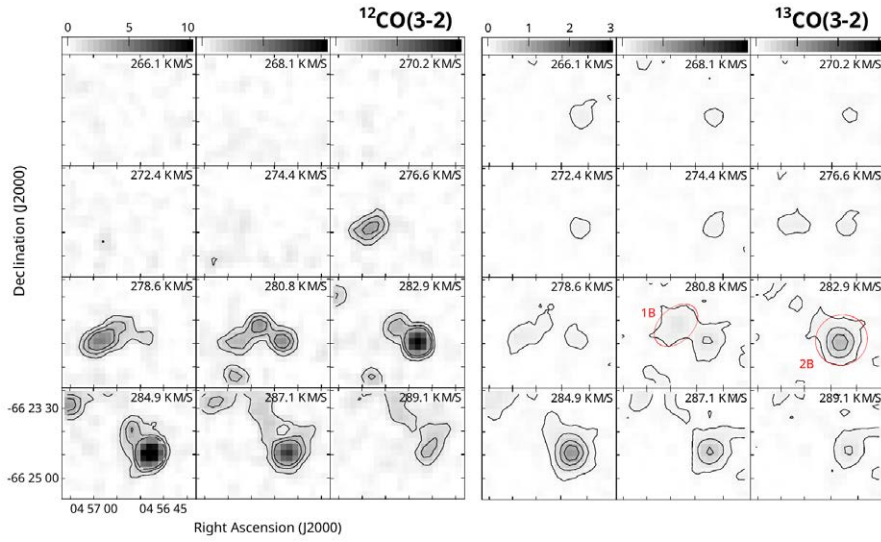 ¹²CO(3-2)
¹³CO(3-2)
0 5 10
0 1 2 3
266.1 KM/S 268.1 KM/S 270.2 KM/S
266.1 KM/S 268.1 KM/S 270.2 KM/S
272.4 KM/S 274.4 KM/S 276.6 KM/S
272.4 KM/S 274.4 KM/S 276.6 KM/S
278.6 KM/S 280.8 KM/S 282.9 KM/S
278.6 KM/S 280.8 KM/S 282.9 KM/S
1B
2B
284.9 KM/S 287.1 KM/S 289.1 KM/S
284.9 KM/S 287.1 KM/S 289.1 KM/S
Declination (J2000)
-66 23 30
-66 25 00
04 57 00 04 56 45
Right Ascension (J2000)